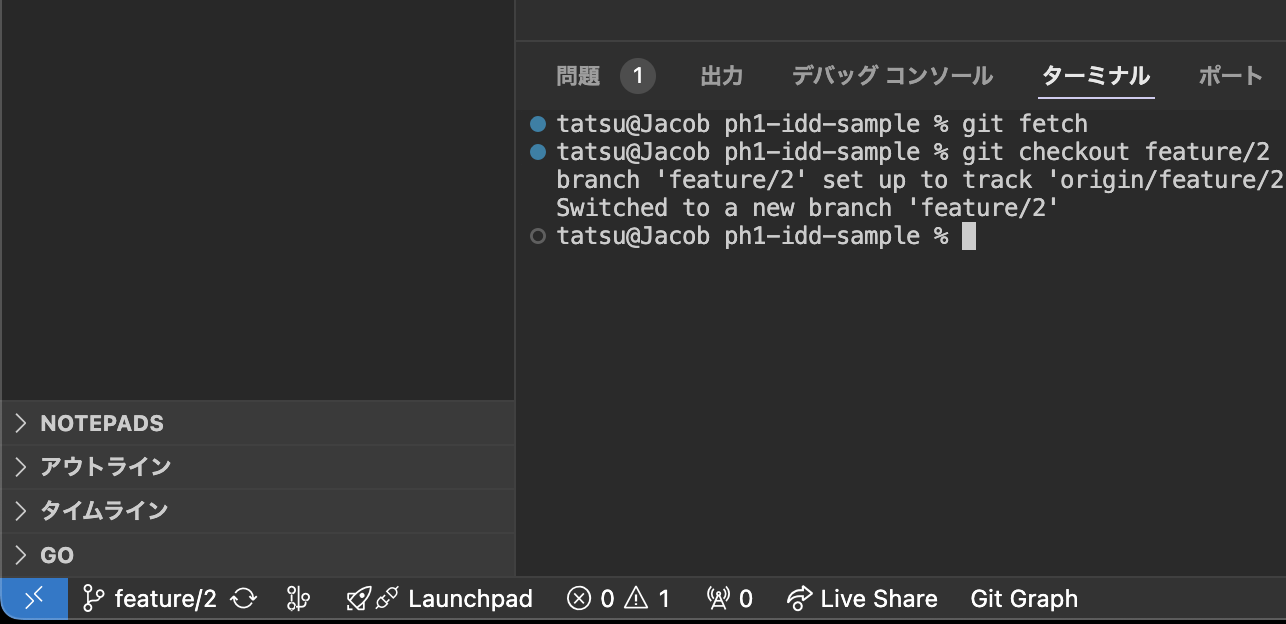 問題 1 出力 デバッグ コンソール ターミナル ポート
tatsu@Jacob ph1-idd-sample % git fetch
tatsu@Jacob ph1-idd-sample % git checkout feature/2
branch 'feature/2' set up to track 'origin/feature/2
Switched to a new branch 'feature/2'
tatsu@Jacob ph1-idd-sample %
NOTEPADS
アウトライン
タイムライン
GO
feature/2 Launchpad 0 1 0 Live Share Git Graph